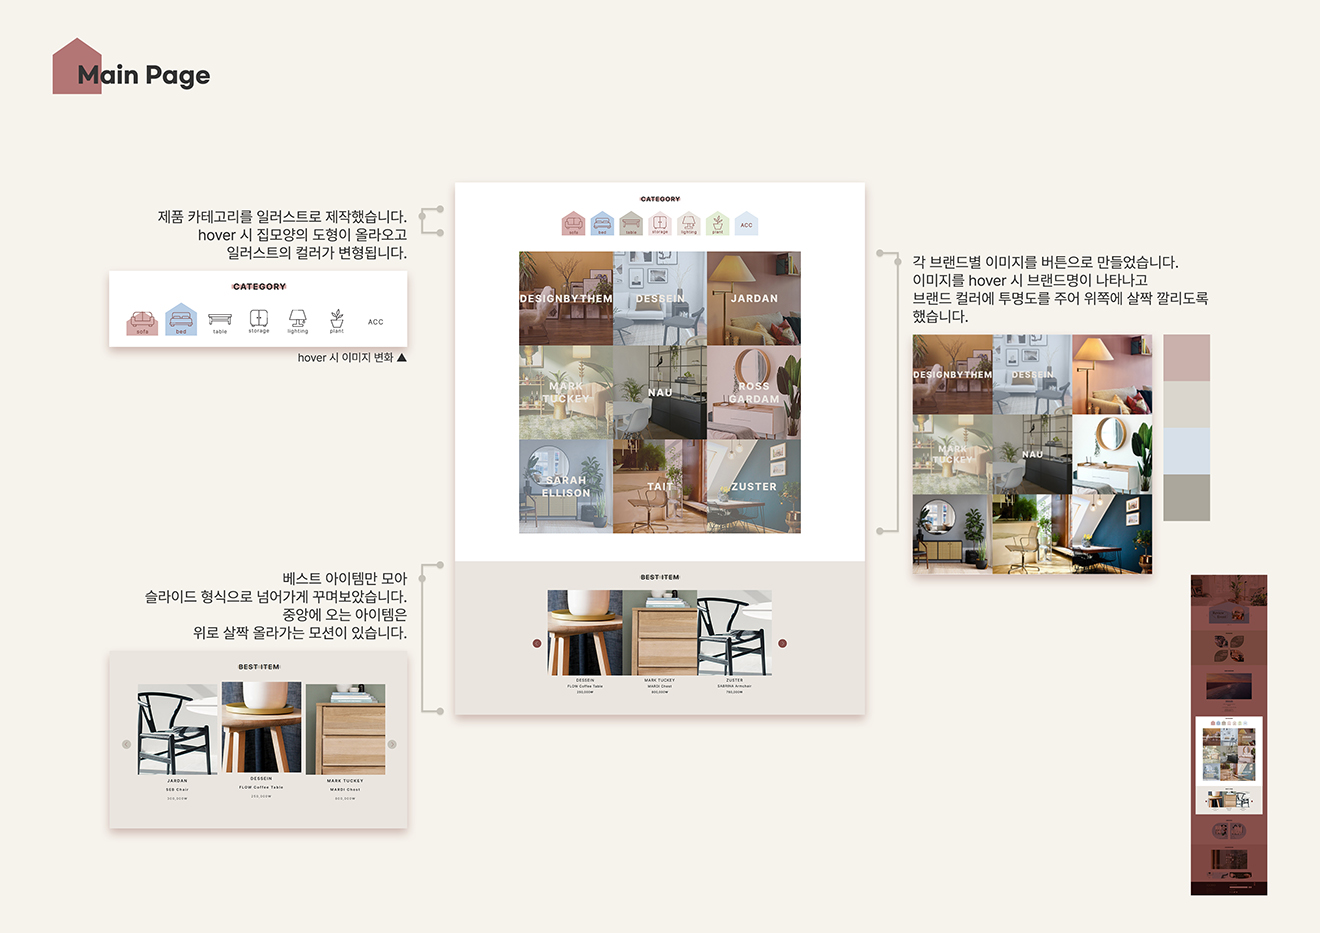 Main Page
제품 카테고리를 일러스트로 제작했습니다.
hover 시 집모양의 도형이 올라오고
일러스트의 컬러가 변형됩니다.
CATEGORY
sofa
bed
table
storage
lighting
plant
ACC
hover 시 이미지 변화 ▲
베스트 아이템만 모아
슬라이드 형식으로 넘어가게 꾸며보았습니다.
중앙에 오는 아이템은
위로 살짝 올라가는 모션이 있습니다.
BEST ITEM
JARDAN
SEB Chair
DESSEIN
FLOW Coffee Table
MARK TUCKEY
MARDI Chest
CATEGORY
sofa
bed
table
storage
lighting
plant
ACC
DESIGNBYTHEM
DESSEIN
JARDAN
MARK
TUCKEY
NAU
ROSS
GARDAM
SARAH
ELLISON
TAIT
ZUSTER
BEST ITEM
DESSEIN
FLOW Coffee Table
MARK TUCKEY
MARDI Chest
ZUSTER
SABRINA Armchair
각 브랜드별 이미지를 버튼으로 만들었습니다.
이미지를 hover 시 브랜드명이 나타나고
브랜드 컬러에 투명도를 주어 위쪽에 살짝 깔리도록
했습니다.
DESIGNBYTHEM
DESSEIN
MARK
TUCKEY
NAU